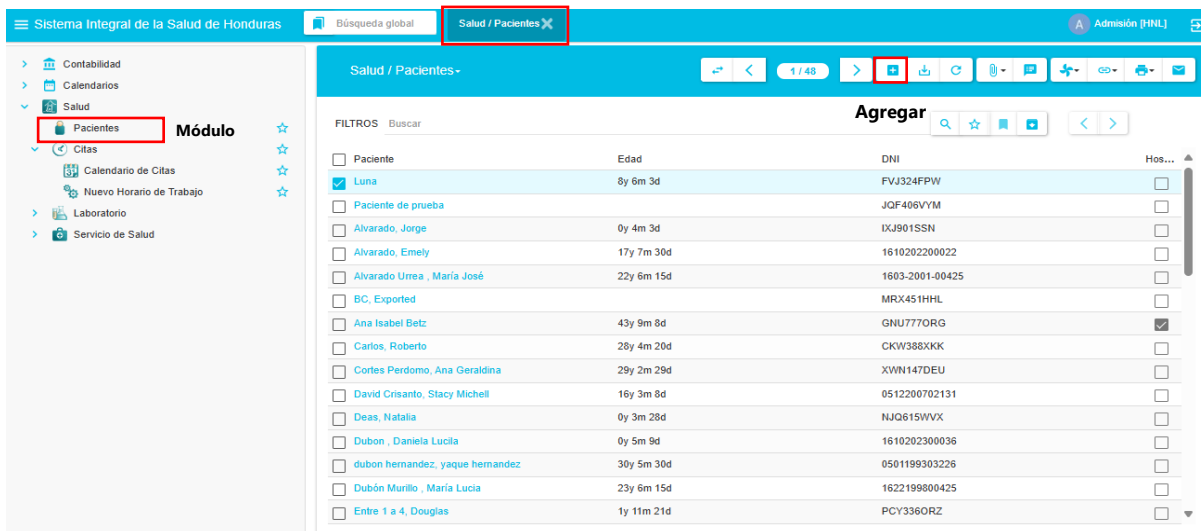 Sistema Integral de la Salud de Honduras
Búsqueda global
Salud / Pacientes
A Admisión [HNL]
Contabilidad
Calendarios
Salud
Pacientes
Módulo
Citas
Calendario de Citas
Nuevo Horario de Trabajo
Laboratorio
Servicio de Salud
Salud / Pacientes
1 / 48
Agregar
FILTROS Buscar
Paciente Edad DNI Hos...
Luna 8y 6m 3d FVJ324FPW
Paciente de prueba JQF406VYM
Alvarado, Jorge 0y 4m 3d IXJ901SSN
Alvarado, Emely 17y 7m 30d 1610202200022
Alvarado Urrea , María José 22y 6m 15d 1603-2001-00425
BC, Exported MRX451HHL
Ana Isabel Betz 43y 9m 8d GNU777ORG
Carlos, Roberto 28y 4m 20d CKW388XKK
Cortes Perdomo, Ana Geraldina 29y 2m 29d XWN147DEU
David Crisanto, Stacy Michell 16y 3m 8d 0512200702131
Deas, Natalia 0y 3m 28d NJQ615WVX
Dubon , Daniela Lucila 0y 5m 9d 1610202300036
dubon hernandez, yaque hernandez 30y 5m 30d 0501199303226
Dubón Murillo , María Lucia 23y 6m 15d 1622199800425
Entre 1 a 4, Douglas 1y 11m 21d PCY336ORZ